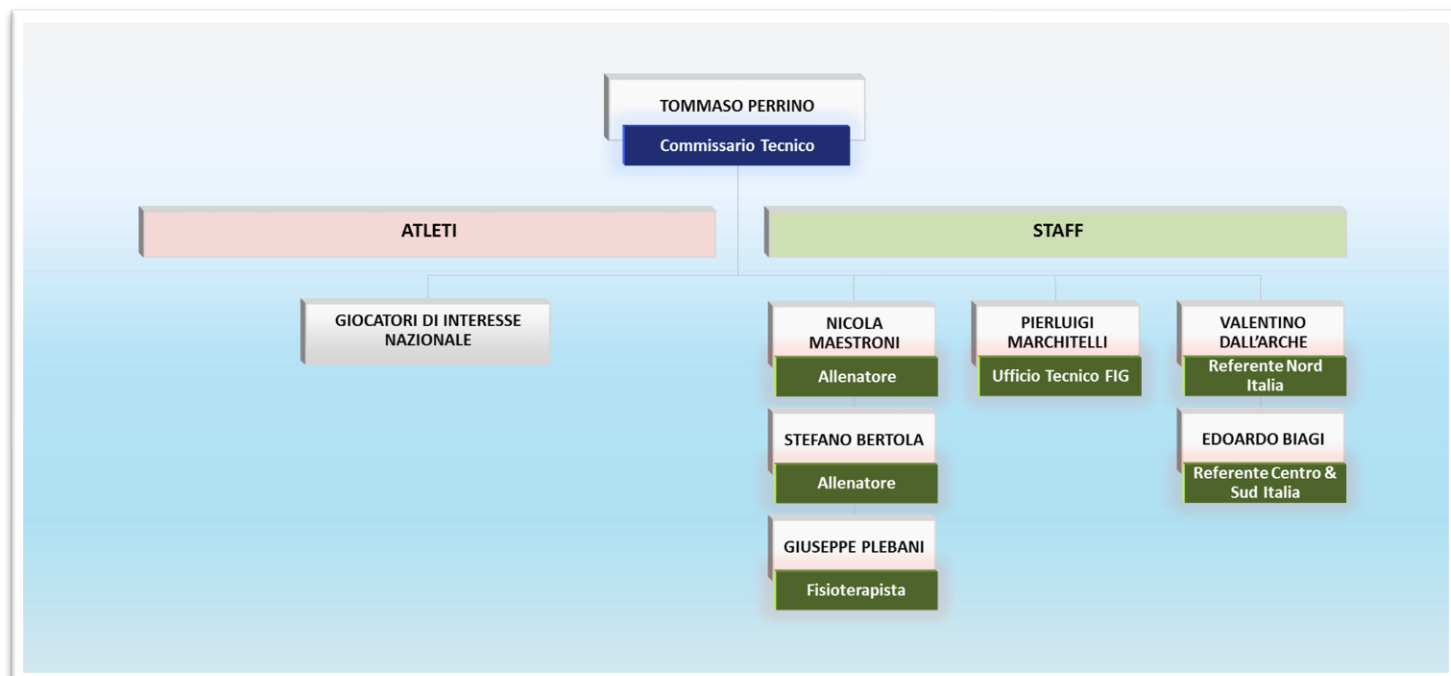 TOMMASO PERRINO
Commissario Tecnico
ATLETI
STAFF
GIOCATORI DI INTERESSE
NAZIONALE
NICOLA
MAESTRONI
Allenatore
PIERLUIGI
MARCHITELLI
Ufficio Tecnico FIG
VALENTINO
DALL’ARCHE
Referente Nord
Italia
STEFANO BERTOLA
Allenatore
EDOARDO BIAGI
Referente Centro &
Sud Italia
GIUSEPPE PLEBANI
Fisioterapista